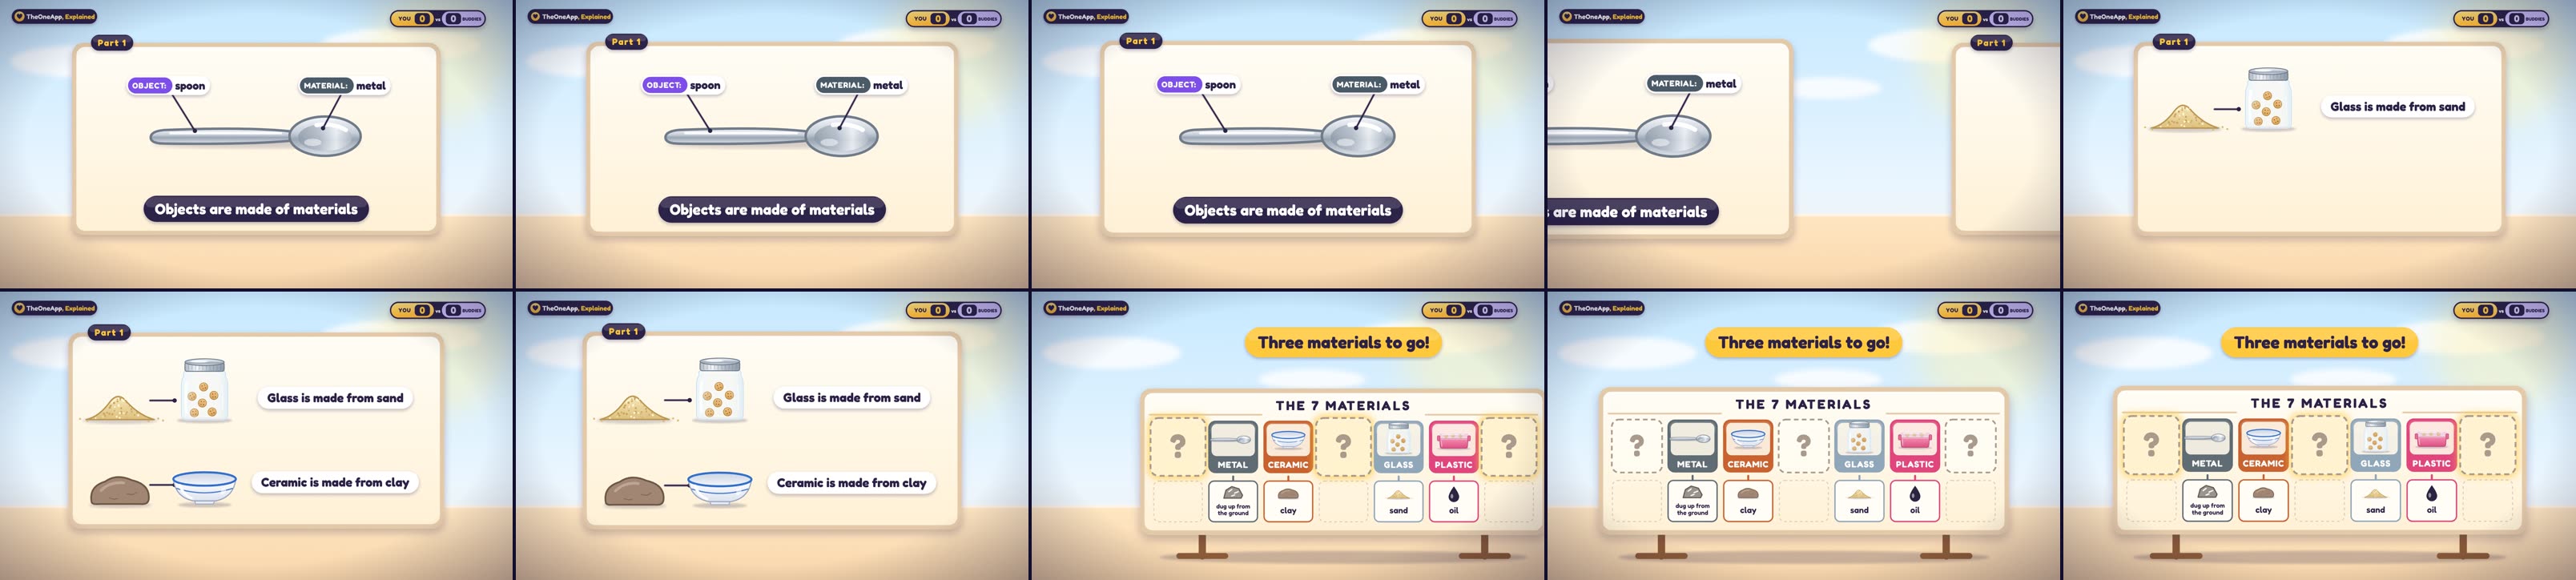 TheOneApp, Explained
YOU 0 vs 0 BUDDIES
Part 1
OBJECT: spoon
MATERIAL: metal
Objects are made of materials
TheOneApp, Explained
YOU 0 vs 0 BUDDIES
Part 1
OBJECT: spoon
MATERIAL: metal
Objects are made of materials
TheOneApp, Explained
YOU 0 vs 0 BUDDIES
Part 1
OBJECT: spoon
MATERIAL: metal
Objects are made of materials
TheOneApp, Explained
YOU 0 vs 0 BUDDIES
Part 1
MATERIAL: metal
are made of materials
TheOneApp, Explained
YOU 0 vs 0 BUDDIES
Part 1
Glass is made from sand
TheOneApp, Explained
YOU 0 vs 0 BUDDIES
Part 1
Glass is made from sand
Ceramic is made from clay
TheOneApp, Explained
YOU 0 vs 0 BUDDIES
Part 1
Glass is made from sand
Ceramic is made from clay
TheOneApp, Explained
YOU 0 vs 0 BUDDIES
Three materials to go!
THE 7 MATERIALS
? METAL CERAMIC ? GLASS PLASTIC ?
dug up from
the ground
clay
sand
oil
TheOneApp, Explained
YOU 0 vs 0 BUDDIES
Three materials to go!
THE 7 MATERIALS
? METAL CERAMIC ? GLASS PLASTIC ?
dug up from
the ground
clay
sand
oil
TheOneApp, Explained
YOU 0 vs 0 BUDDIES
Three materials to go!
THE 7 MATERIALS
? METAL CERAMIC ? GLASS PLASTIC ?
dug up from
the ground
clay
sand
oil